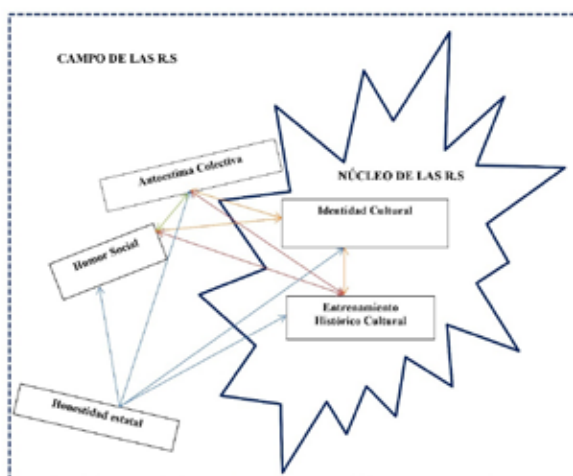 CAMPO DE LAS R.S
Autoestima Colectiva
NÚCLEO DE LAS R.S
Identidad Cultural
Humor Social
Entrenamiento
Histórico Cultural
Honestidad estatal